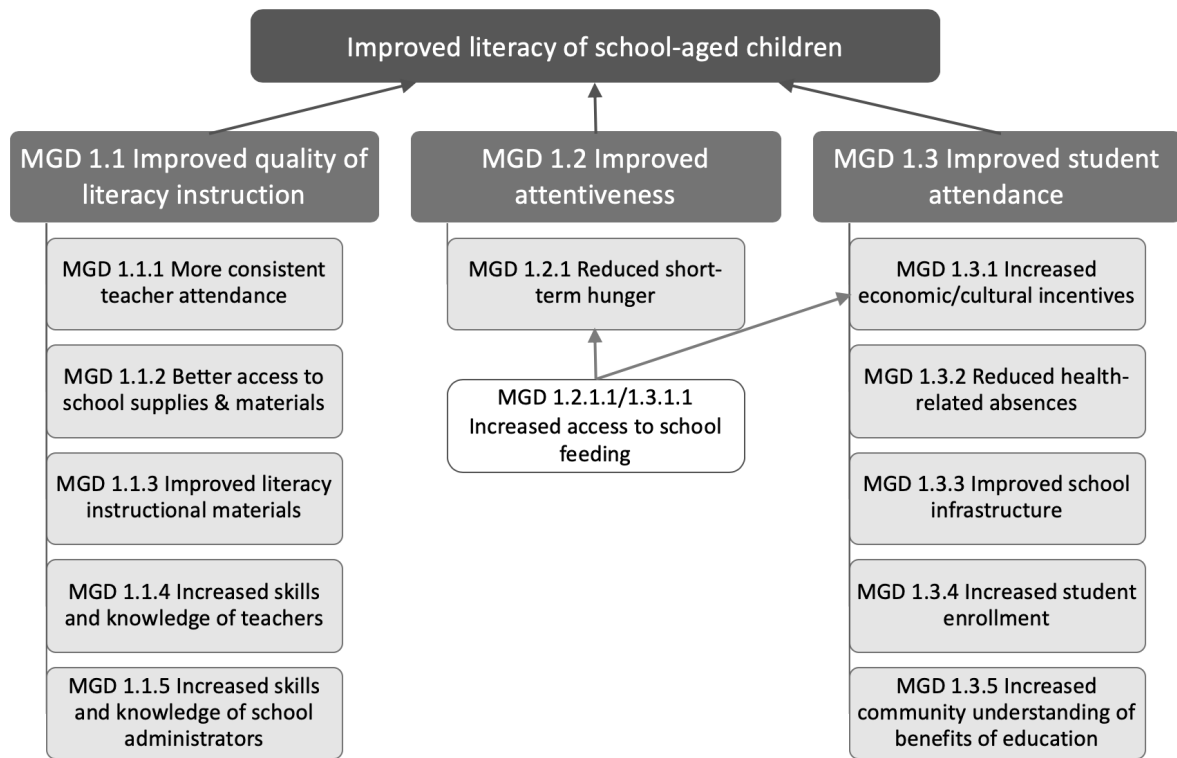 Improved literacy of school-aged children
MGD 1.1 Improved quality of
literacy instruction
MGD 1.1.1 More consistent
teacher attendance
MGD 1.1.2 Better access to
school supplies & materials
MGD 1.1.3 Improved literacy
instructional materials
MGD 1.1.4 Increased skills
and knowledge of teachers
MGD 1.1.5 Increased skills
and knowledge of school
administrators
MGD 1.2 Improved
attentiveness
MGD 1.2.1 Reduced short-
term hunger
MGD 1.2.1.1/1.3.1.1
Increased access to school
feeding
MGD 1.3 Improved student
attendance
MGD 1.3.1 Increased
economic/cultural incentives
MGD 1.3.2 Reduced health-
related absences
MGD 1.3.3 Improved school
infrastructure
MGD 1.3.4 Increased student
enrollment
MGD 1.3.5 Increased
community understanding of
benefits of education